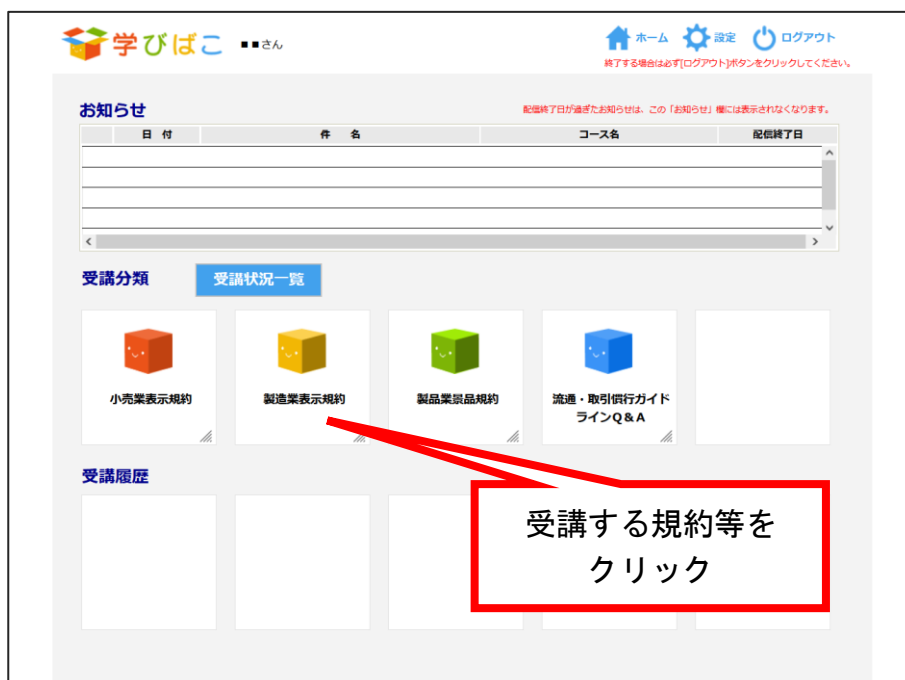 学びばこ ■■さん
ホーム 設定 ログアウト
終了する場合は必ず[ログアウト]ボタンをクリックしてください。
お知らせ
配信終了日が過ぎたお知らせは、この「お知らせ」欄には表示されなくなります。
日 付 件 名 コース名 配信終了日
受講分類 受講状況一覧
小売業表示規約 製造業表示規約 製品業景品規約 流通・取引慣行ガイド
ラインQ&A
受講履歴
受講する規約等を
クリック